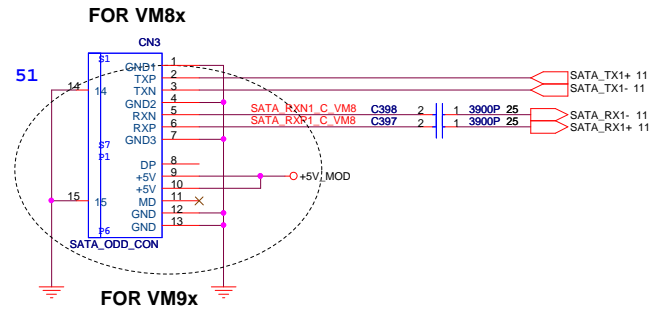 FOR VM8x
CN3
51
S1
GND1 1
14 14
TXP 2
SATA_TX1+ 11
TXN 3
SATA_TX1- 11
GND2 4
RXN 5 SATA_RXN1_C_VM8 C398 2 1 3900P 25 SATA_RX1- 11
RXP 6 SATA_RXP1_C_VM8 C397 2 1 3900P 25 SATA_RX1+ 11
S7 GND3 7
P1
DP 8
+5V 9 +5V_MOD
+5V 10
15 15 MD 11
GND 12
P6 GND 13
SATA_ODD_CON
FOR VM9x